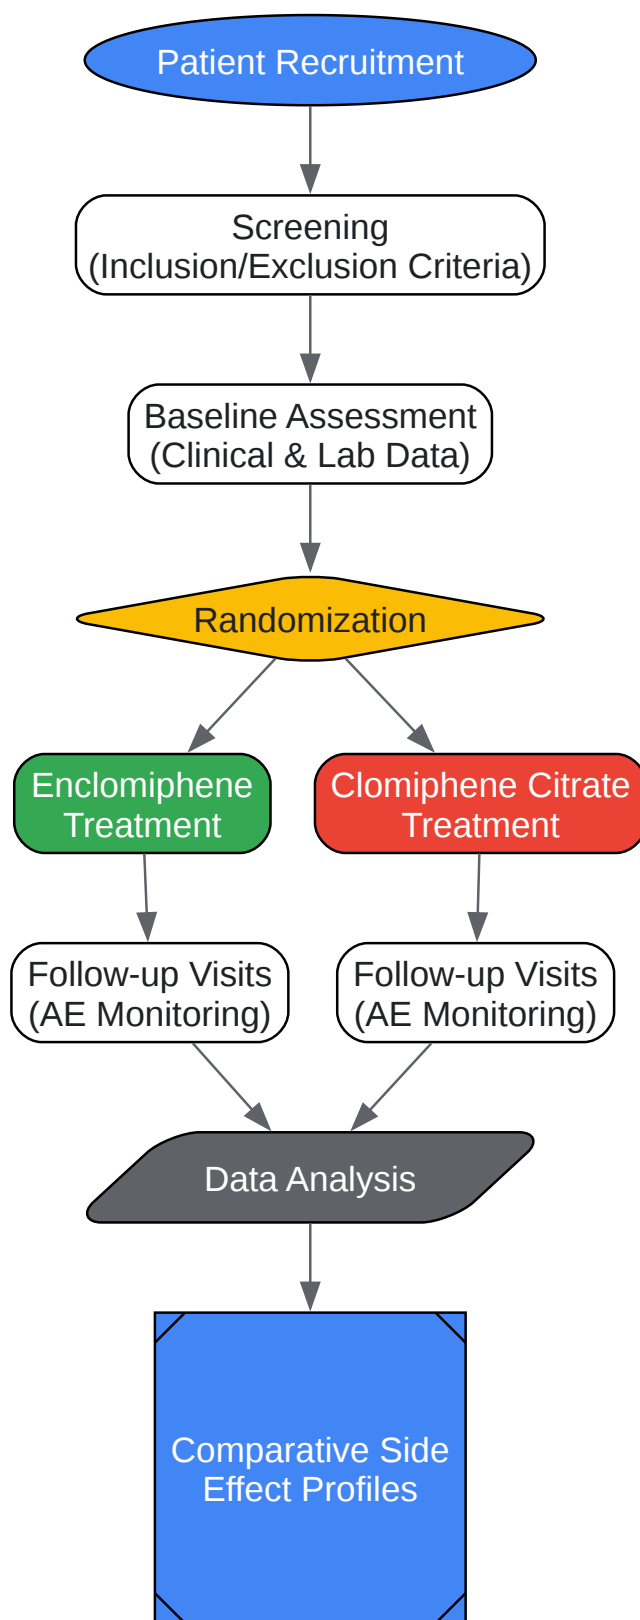 Patient Recruitment
Screening
(Inclusion/Exclusion Criteria)
Baseline Assessment
(Clinical & Lab Data)
Randomization
Enclomiphene
Treatment
Clomiphene Citrate
Treatment
Follow-up Visits
(AE Monitoring)
Follow-up Visits
(AE Monitoring)
Data Analysis
Comparative Side
Effect Profiles